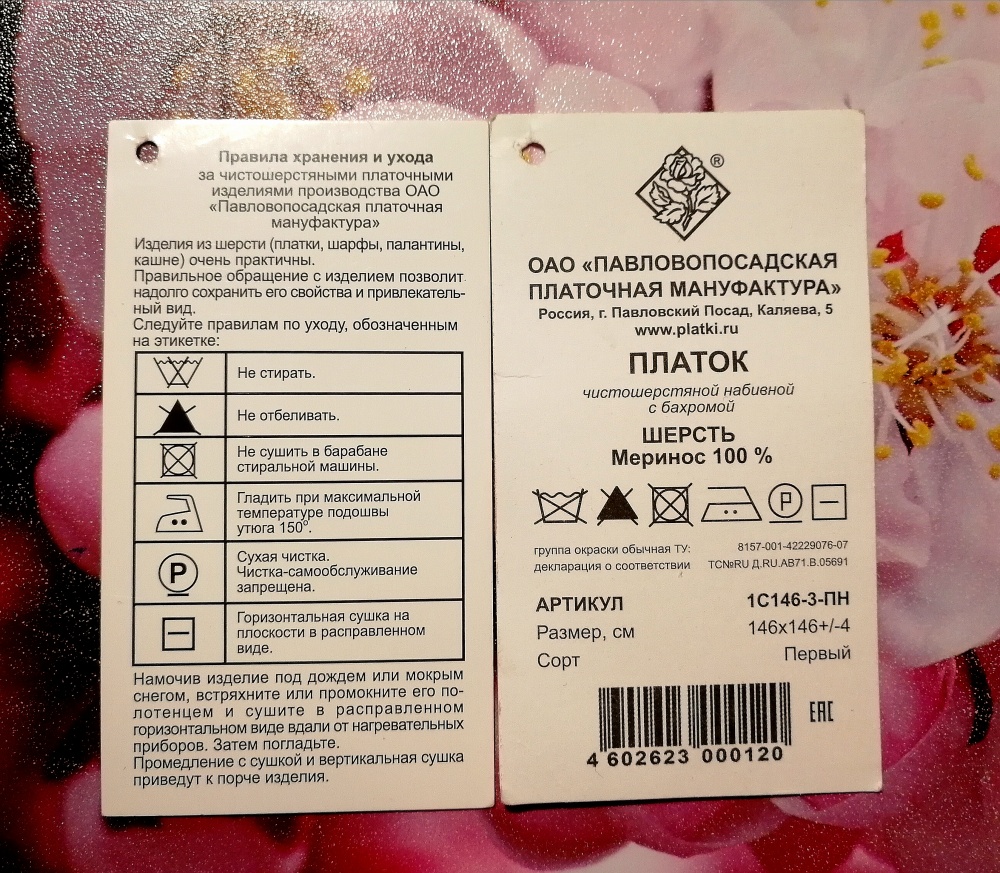 Правила хранения и ухода
за чистошерстяными платочными
изделиями производства ОАО
«Павловопосадская платочная
мануфактура»
Изделия из шерсти (платки, шарфы, палантины,
кашне) очень практичны.
Правильное обращение с изделием позволит
надолго сохранить его свойства и привлекатель-
ный вид.
Следуйте правилам по уходу, обозначенным
на этикетке:
Не стирать.
Не отбеливать.
Не сушить в барабане
стиральной машины.
Гладить при максимальной
температуре подошвы
утюга 150°.
P
Сухая чистка.
Чистка-самообслуживание
запрещена.
Горизонтальная сушка на
плоскости в расправленном
виде.
Намочив изделие под дождем или мокрым
снегом, встряхните или промокните его по-
лотенцем и сушите в расправленном
горизонтальном виде вдали от нагревательных
приборов. Затем погладьте.
Промедление с сушкой и вертикальная сушка
приведут к порче изделия.
®
ОАО «ПАВЛОВОПОСАДСКАЯ
ПЛАТОЧНАЯ МАНУФАКТУРА»
Россия, г. Павловский Посад, Каляева, 5
www.platki.ru
ПЛАТОК
чистошерстяной набивной
с бахромой
ШЕРСТЬ
Меринос 100 %
P
группа окраски обычная ТУ: 8157-001-42229076-07
декларация о соответствии ТС№RU Д.RU.АВ71.В.05691
АРТИКУЛ 1С146-3-ПН
Размер, см 146х146+/-4
Сорт Первый
EAC
4 602623 000120